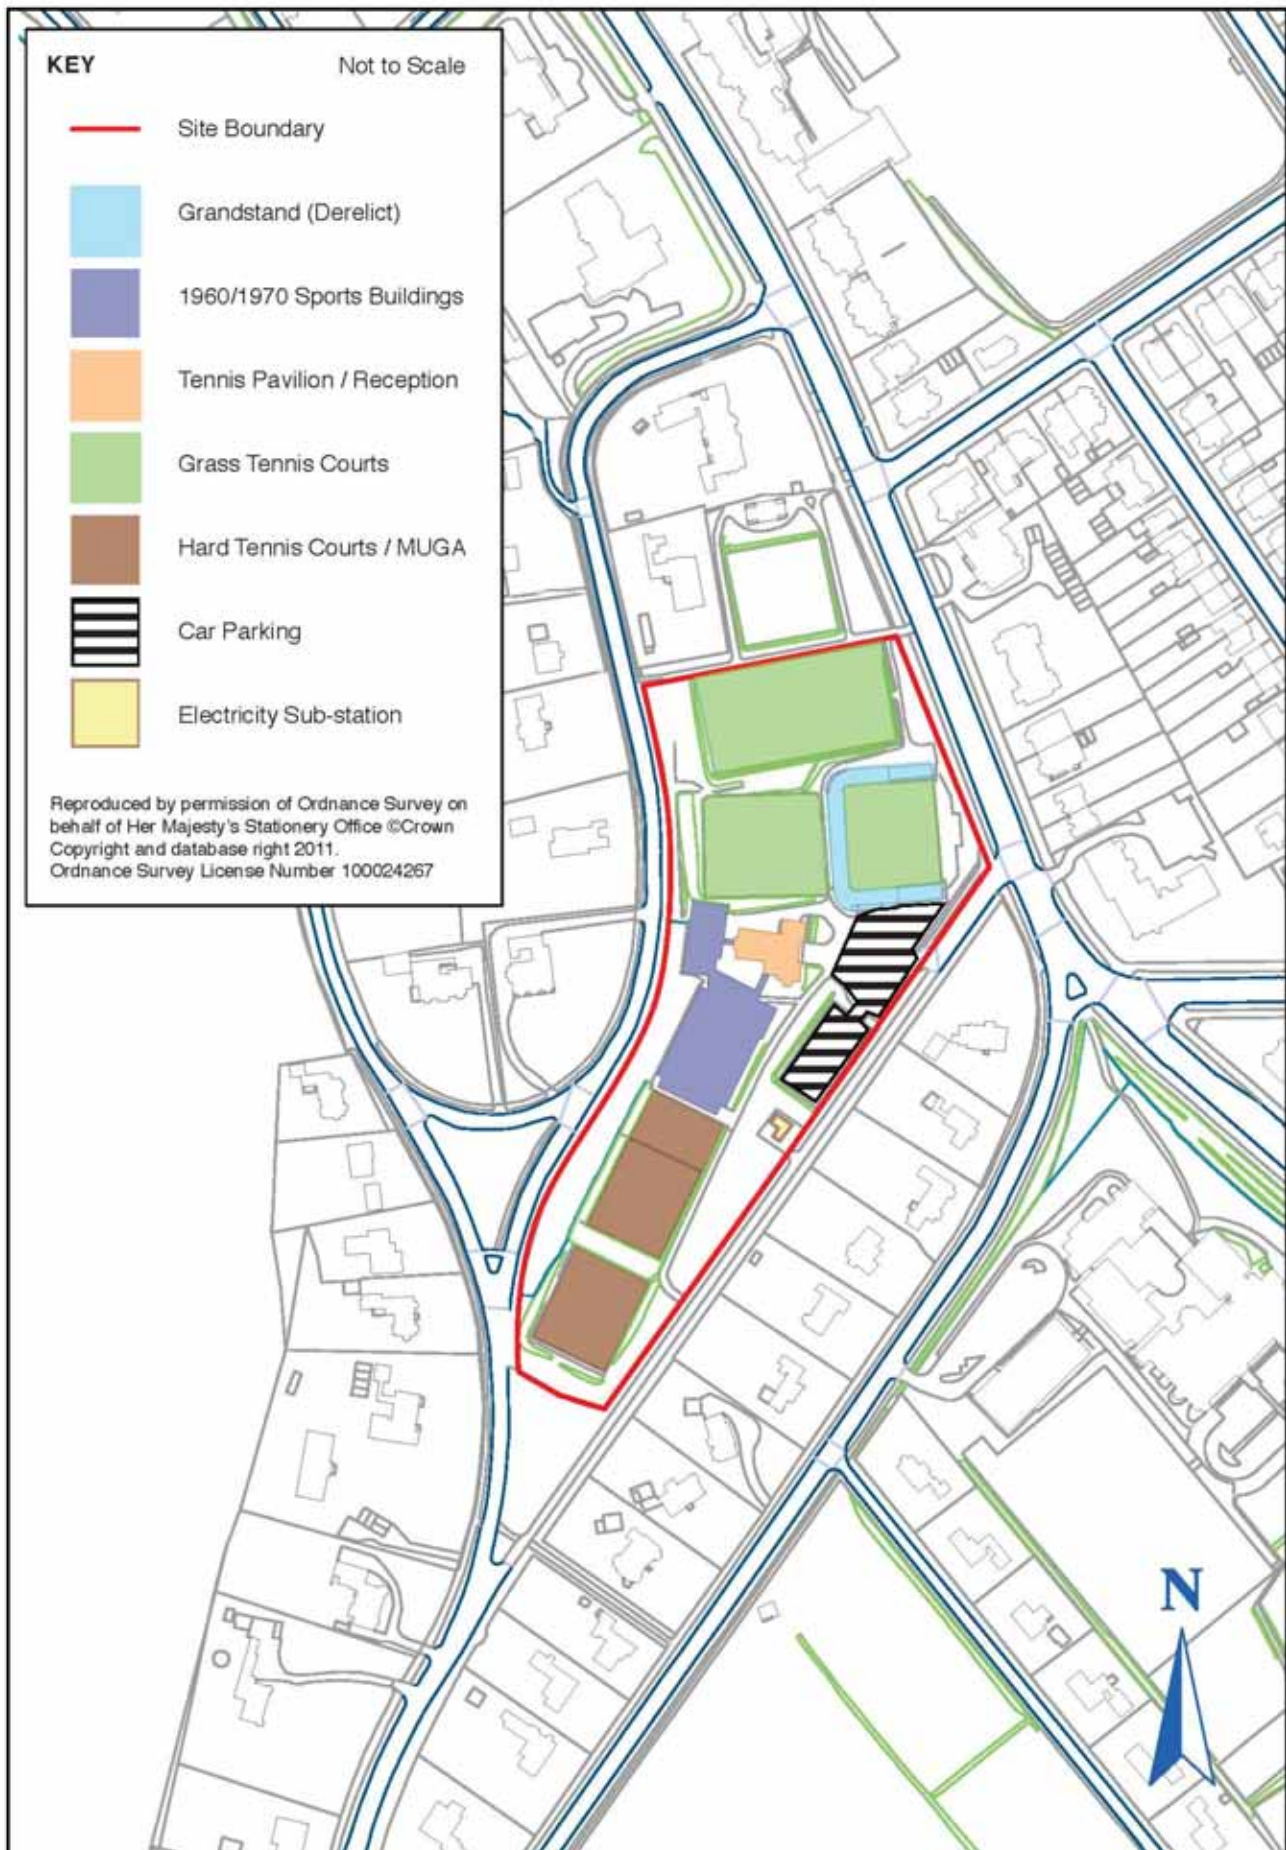 KEY Not to Scale
Site Boundary
Grandstand (Derelict)
1960/1970 Sports Buildings
Tennis Pavilion / Reception
Grass Tennis Courts
Hard Tennis Courts / MUGA
Car Parking
Electricity Sub-station
Reproduced by permission of Ordnance Survey on
behalf of Her Majesty's Stationery Office ©Crown
Copyright and database right 2011.
Ordnance Survey License Number 100024267
N